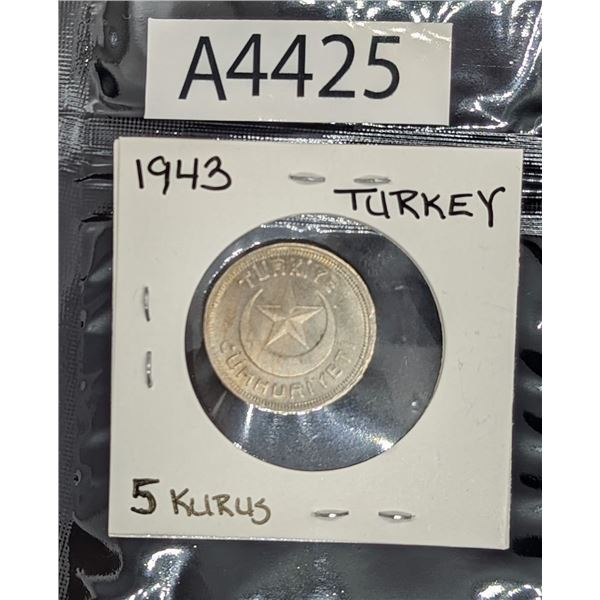 A4425
1943
TURKEY
TÜRKİYE
CUMHURİYETİ
5 KURUS